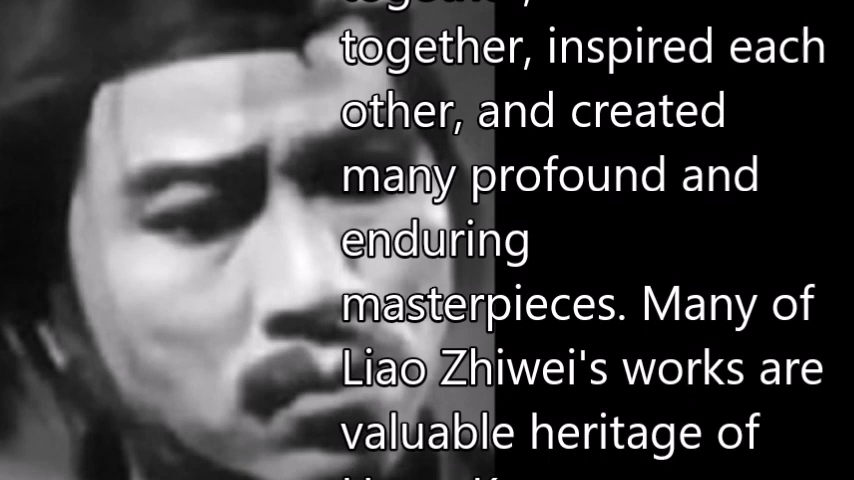 together, inspired each
other, and created
many profound and
enduring
masterpieces. Many of
Liao Zhiwei's works are
valuable heritage of